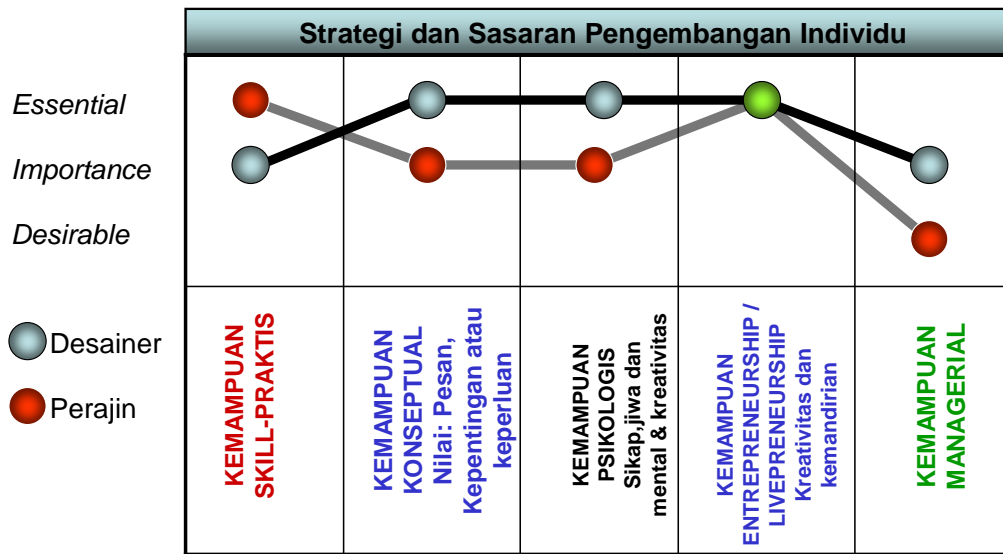 Strategi dan Sasaran Pengembangan Individu
Essential
Importance
Desirable
Desainer
Perajin
KEMAMPUAN
SKILL-PRAKTIS
KEMAMPUAN
KONSEPTUAL
Nilai: Pesan,
Kepentingan atau
keperluan
KEMAMPUAN
PSIKOLOGIS
Sikap,jiwa dan
mental & kreativitas
KEMAMPUAN
ENTREPRENEURSHIP /
LIVEPRENEURSHIP
Kreativitas dan
kemandirian
KEMAMPUAN
MANAGERIAL